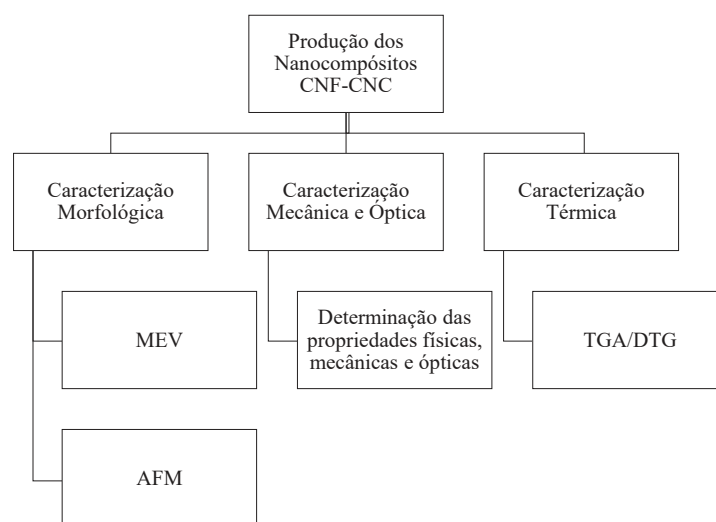 Produção dos
Nanocompósitos
CNF-CNC
Caracterização
Morfológica
Caracterização
Mecânica e Óptica
Caracterização
Térmica
MEV
Determinação das
propriedades físicas,
mecânicas e ópticas
TGA/DTG
AFM